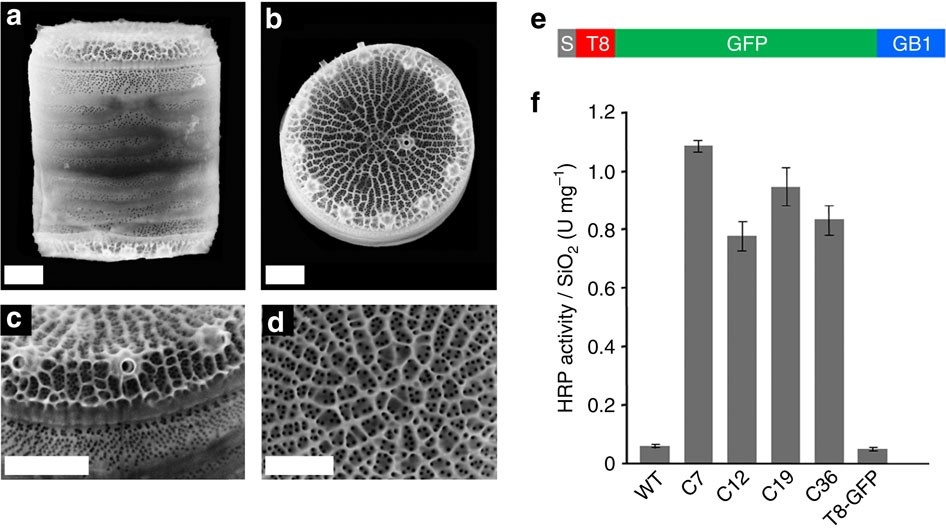 a
b
c
d
e
S T8 GFP GB1
f
HRP activity / SiO₂ (U mg⁻¹)
1.2
1.0
0.8
0.6
0.4
0.2
0
WT C7 C12 C19 C36 T8-GFP